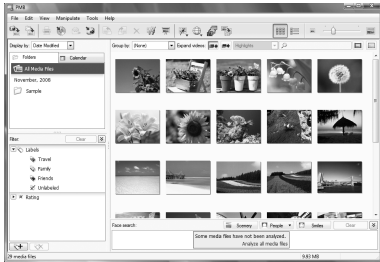 PMB
File Edit View Manipulate Tools Help
Display by: Date Modified
Group by: (None) Expand videos: Highlights
Folders Calendar
All Media Files
November, 2008
Sample
Filter Clear
Labels
Travel
Family
Friends
Unlabeled
Rating
Face search: Scenery People Smiles Clear
Some media files have not been analyzed.
Analyze all media files
29 media files 9.83 MB